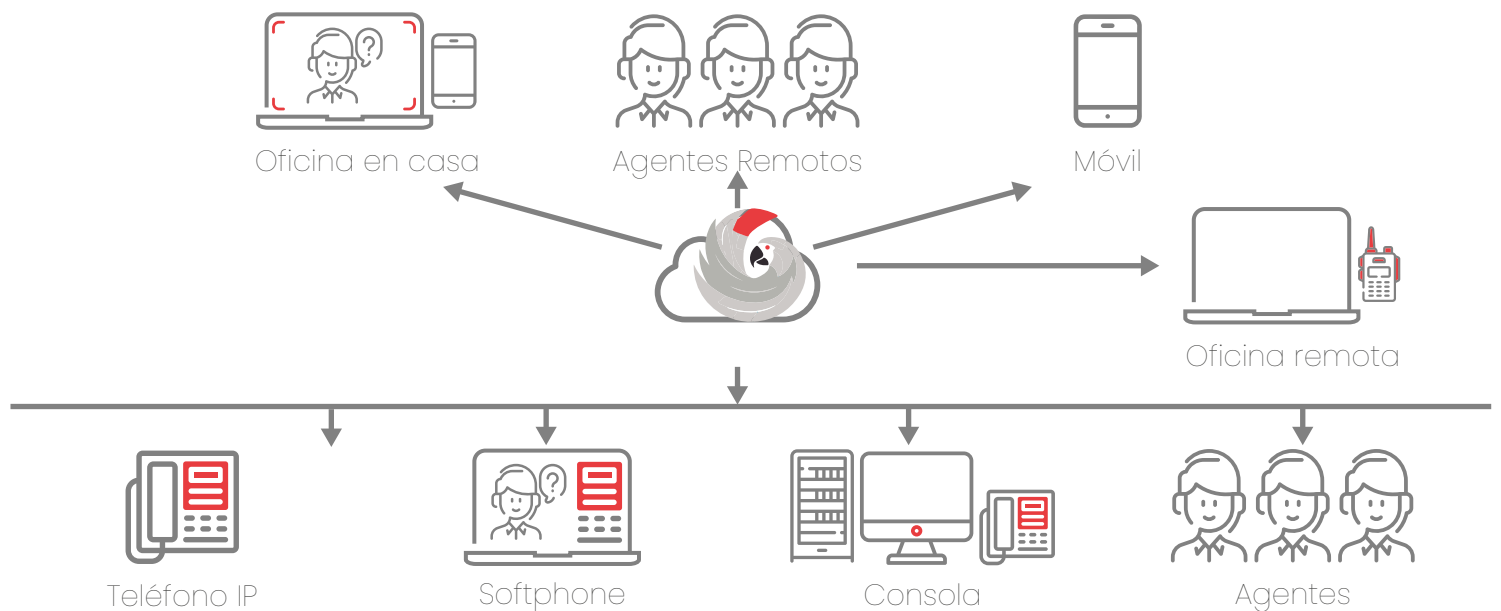 Oficina en casa
Agentes Remotos
Móvil
Oficina remota
Teléfono IP
Softphone
Consola
Agentes